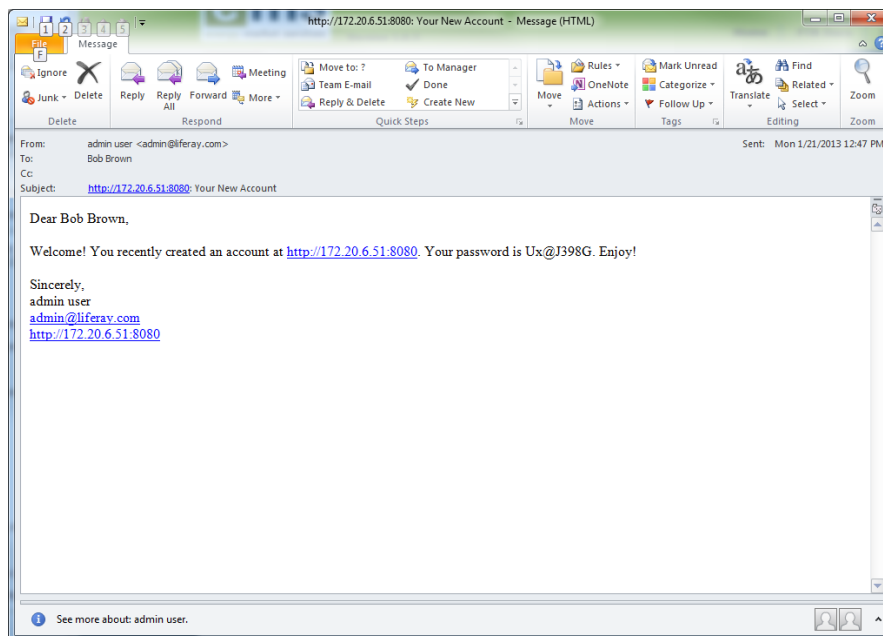 http://172.20.6.51:8080: Your New Account - Message (HTML)
1 2 3 4 5
File Message
F
Ignore
Junk
Delete
Reply
Reply All
Forward
Meeting
More
Move to: ?
Team E-mail
Reply & Delete
To Manager
Done
Create New
Move
Rules
OneNote
Actions
Mark Unread
Categorize
Follow Up
Translate
Find
Related
Select
Zoom
Delete Respond Quick Steps Move Tags Editing Zoom
From: admin user <admin@liferay.com> Sent: Mon 1/21/2013 12:47 PM
To: Bob Brown
Cc:
Subject: http://172.20.6.51:8080: Your New Account
Dear Bob Brown,
Welcome! You recently created an account at http://172.20.6.51:8080. Your password is Ux@J398G. Enjoy!
Sincerely,
admin user
admin@liferay.com
http://172.20.6.51:8080
See more about: admin user.